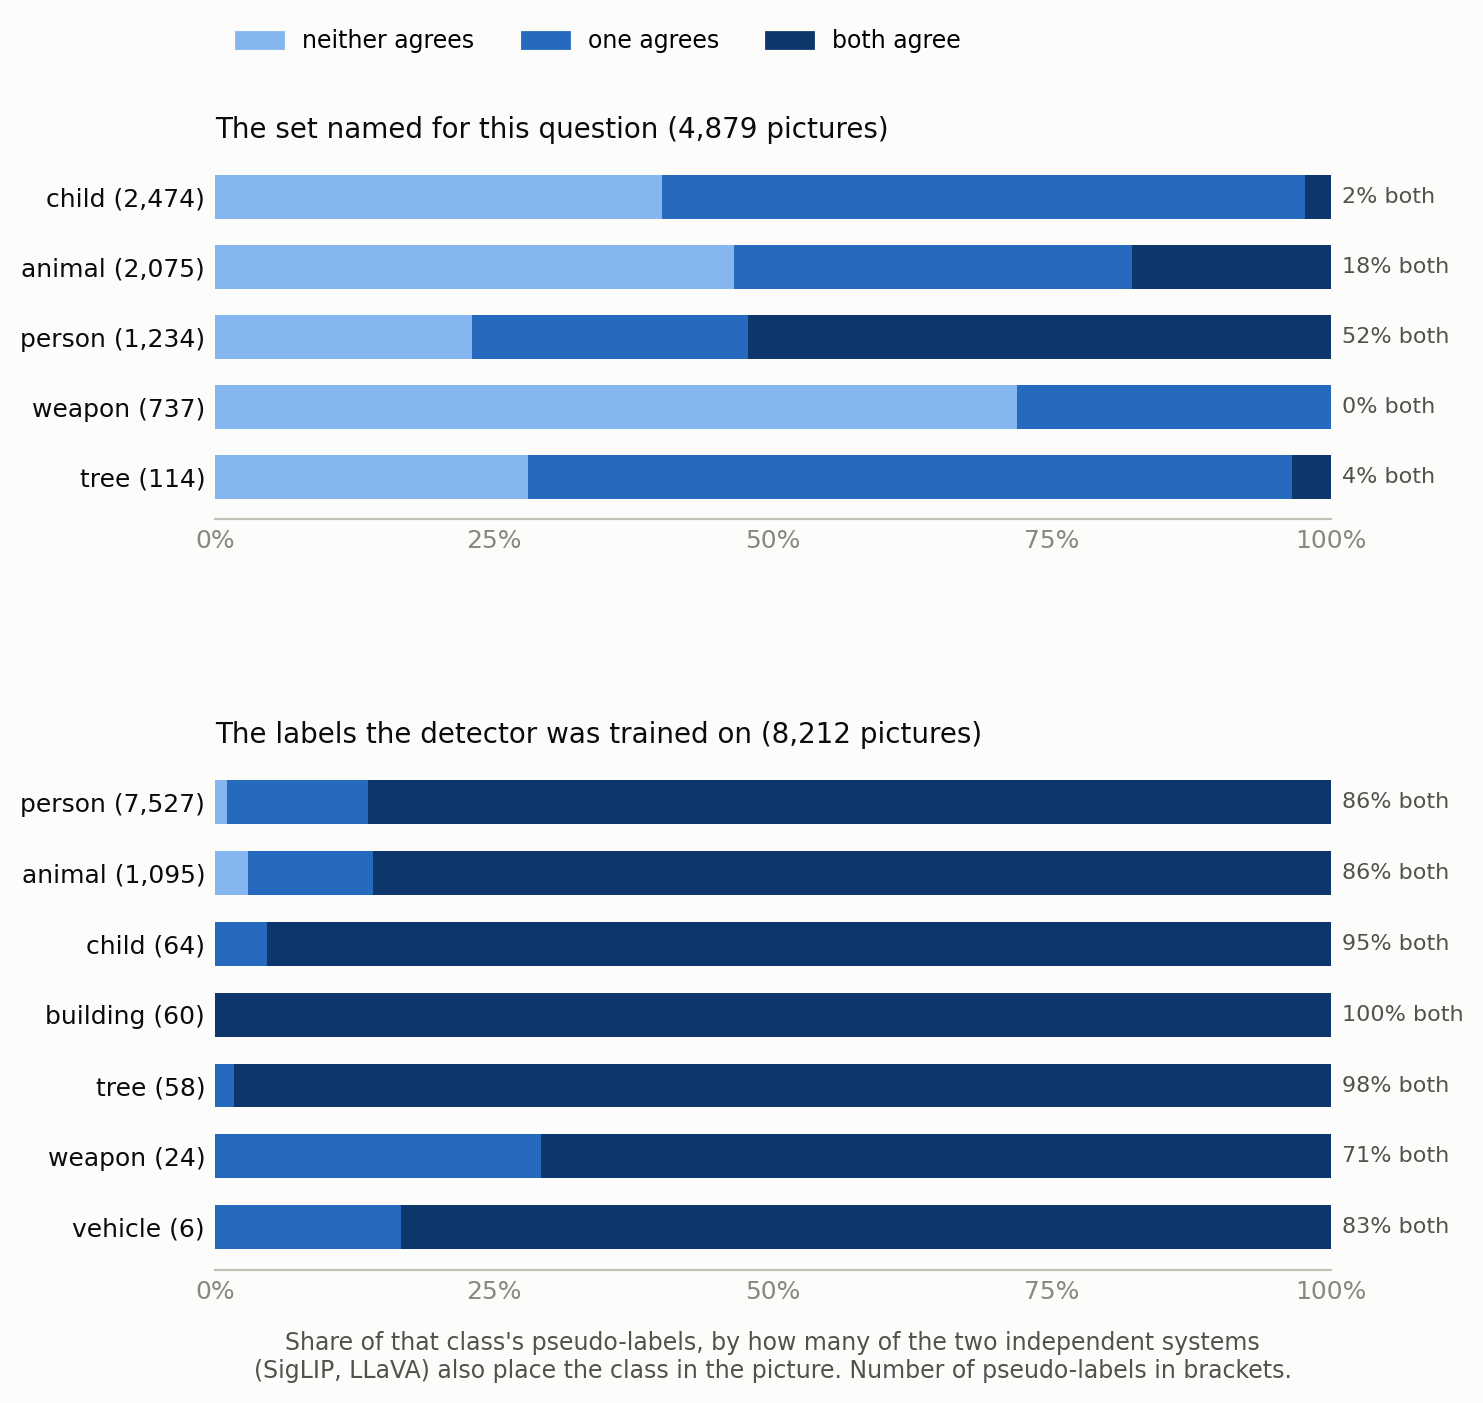 neither agrees one agrees both agree
The set named for this question (4,879 pictures)
child (2,474) 2% both
animal (2,075) 18% both
person (1,234) 52% both
weapon (737) 0% both
tree (114) 4% both
0% 25% 50% 75% 100%
The labels the detector was trained on (8,212 pictures)
person (7,527) 86% both
animal (1,095) 86% both
child (64) 95% both
building (60) 100% both
tree (58) 98% both
weapon (24) 71% both
vehicle (6) 83% both
0% 25% 50% 75% 100%
Share of that class's pseudo-labels, by how many of the two independent systems
(SigLIP, LLaVA) also place the class in the picture. Number of pseudo-labels in brackets.